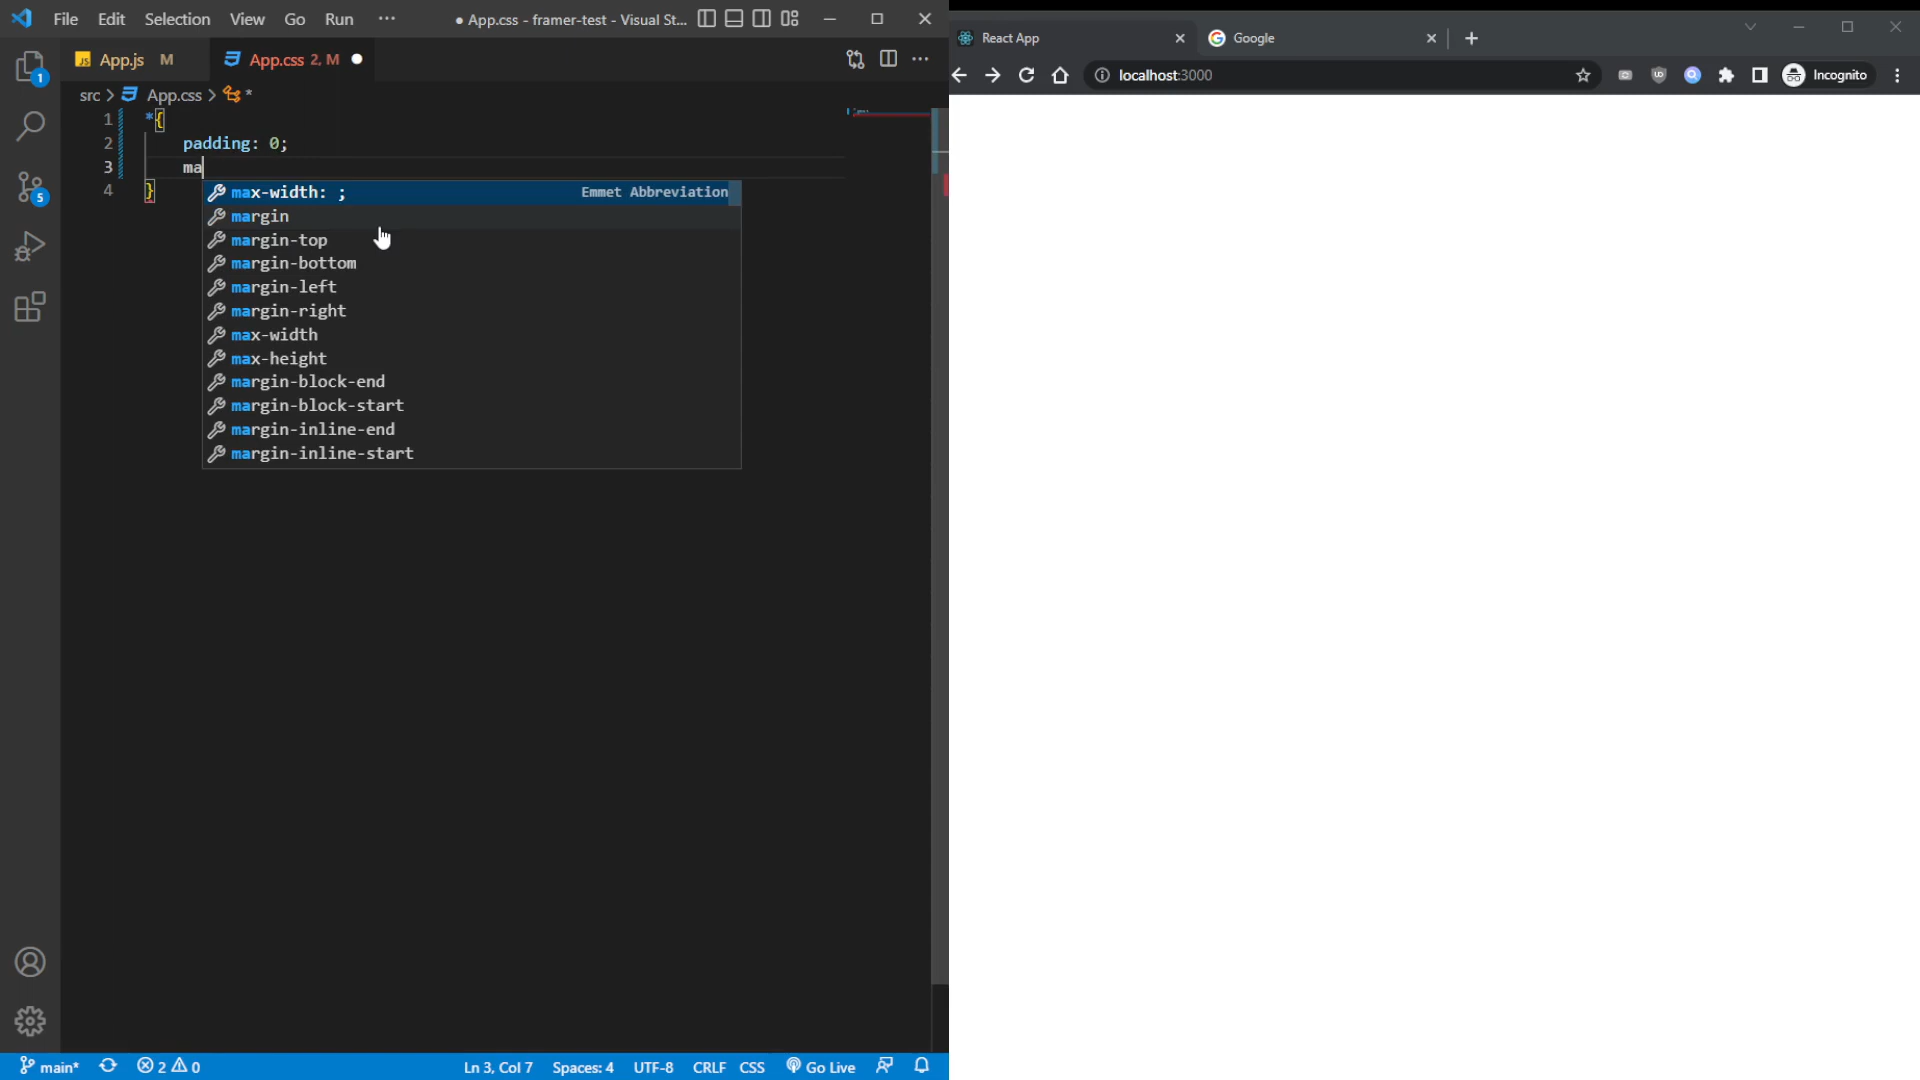 File Edit Selection View Go Run ··· ● App.css - framer-test - Visual St...
App.js M App.css 2, M ●
src > App.css > *
1 *{
2 padding: 0;
3 ma
4 }
max-width: ; Emmet Abbreviation
margin
margin-top
margin-bottom
margin-left
margin-right
max-width
max-height
margin-block-end
margin-block-start
margin-inline-end
margin-inline-start
1
5
main* 2 0 Ln 3, Col 7 Spaces: 4 UTF-8 CRLF CSS Go Live
React App Google
localhost:3000 Incognito